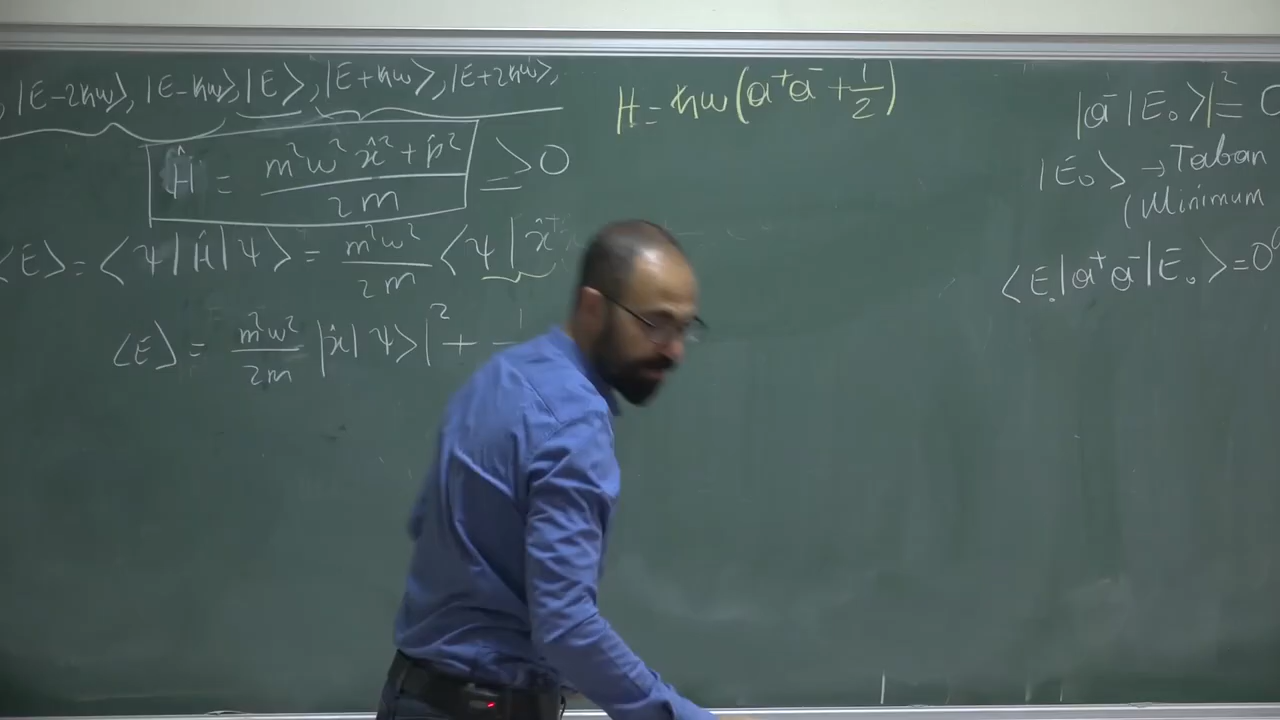 , |E-2ħω⟩, |E-ħω⟩, |E⟩, |E+ħω⟩, |E+2ħω⟩,
Ĥ = (m²ω²x̂² + p̂²)/2m ≥ 0
⟨E⟩ = ⟨Ψ|Ĥ|Ψ⟩ = m²ω²/2m ⟨Ψ|x̂⁺
⟨E⟩ = m²ω²/2m |x̂|Ψ⟩|² +
H = ħω(a⁺a⁻ + 1/2)
|a⁻|E₀⟩|² = 0
|E₀⟩ → Taban
(Minimum
⟨E₀|a⁺a⁻|E₀⟩ = 0